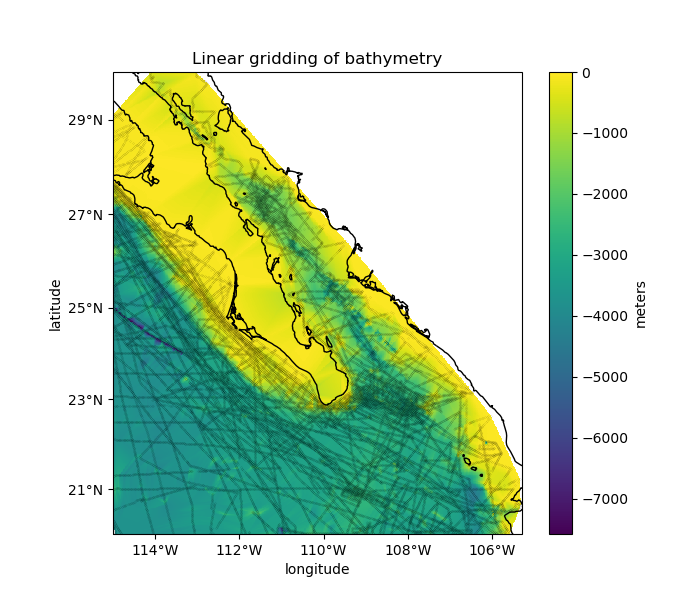 Linear gridding of bathymetry
29°N
27°N
25°N
23°N
21°N
latitude
114°W 112°W 110°W 108°W 106°W
longitude
0
−1000
−2000
−3000
−4000
−5000
−6000
−7000
meters